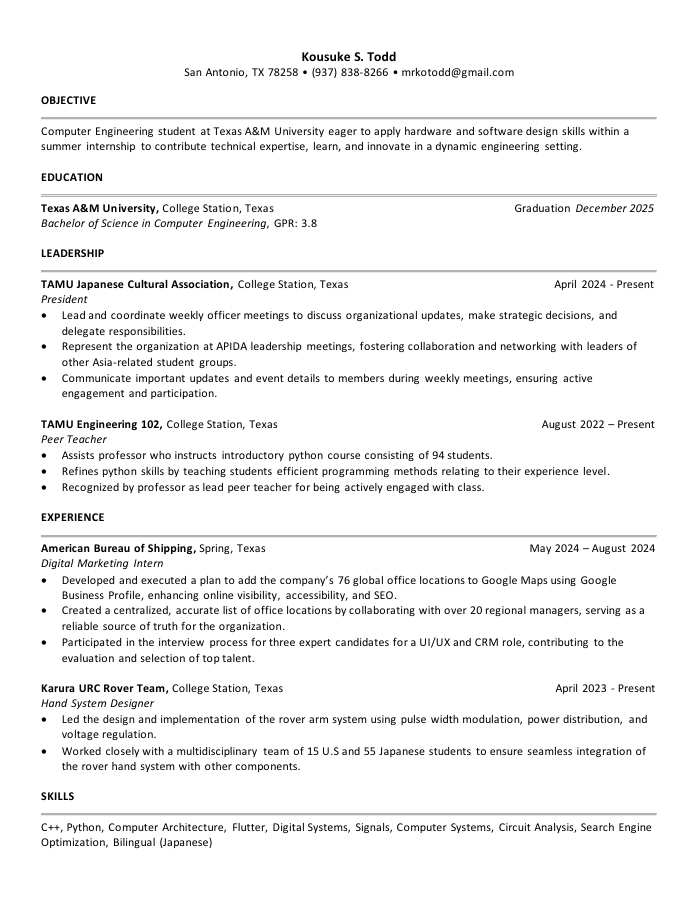 Kousuke S. Todd
San Antonio, TX 78258 • (937) 838-8266 • mrkotodd@gmail.com
OBJECTIVE
Computer Engineering student at Texas A&M University eager to apply hardware and software design skills within a
summer internship to contribute technical expertise, learn, and innovate in a dynamic engineering setting.
EDUCATION
Texas A&M University, College Station, Texas Graduation December 2025
Bachelor of Science in Computer Engineering, GPR: 3.8
LEADERSHIP
TAMU Japanese Cultural Association, College Station, Texas April 2024 - Present
President
• Lead and coordinate weekly officer meetings to discuss organizational updates, make strategic decisions, and
delegate responsibilities.
• Represent the organization at APIDA leadership meetings, fostering collaboration and networking with leaders of
other Asia-related student groups.
• Communicate important updates and event details to members during weekly meetings, ensuring active
engagement and participation.
TAMU Engineering 102, College Station, Texas August 2022 – Present
Peer Teacher
• Assists professor who instructs introductory python course consisting of 94 students.
• Refines python skills by teaching students efficient programming methods relating to their experience level.
• Recognized by professor as lead peer teacher for being actively engaged with class.
EXPERIENCE
American Bureau of Shipping, Spring, Texas May 2024 – August 2024
Digital Marketing Intern
• Developed and executed a plan to add the company’s 76 global office locations to Google Maps using Google
Business Profile, enhancing online visibility, accessibility, and SEO.
• Created a centralized, accurate list of office locations by collaborating with over 20 regional managers, serving as a
reliable source of truth for the organization.
• Participated in the interview process for three expert candidates for a UI/UX and CRM role, contributing to the
evaluation and selection of top talent.
Karura URC Rover Team, College Station, Texas April 2023 - Present
Hand System Designer
• Led the design and implementation of the rover arm system using pulse width modulation, power distribution, and
voltage regulation.
• Worked closely with a multidisciplinary team of 15 U.S and 55 Japanese students to ensure seamless integration of
the rover hand system with other components.
SKILLS
C++, Python, Computer Architecture, Flutter, Digital Systems, Signals, Computer Systems, Circuit Analysis, Search Engine
Optimization, Bilingual (Japanese)